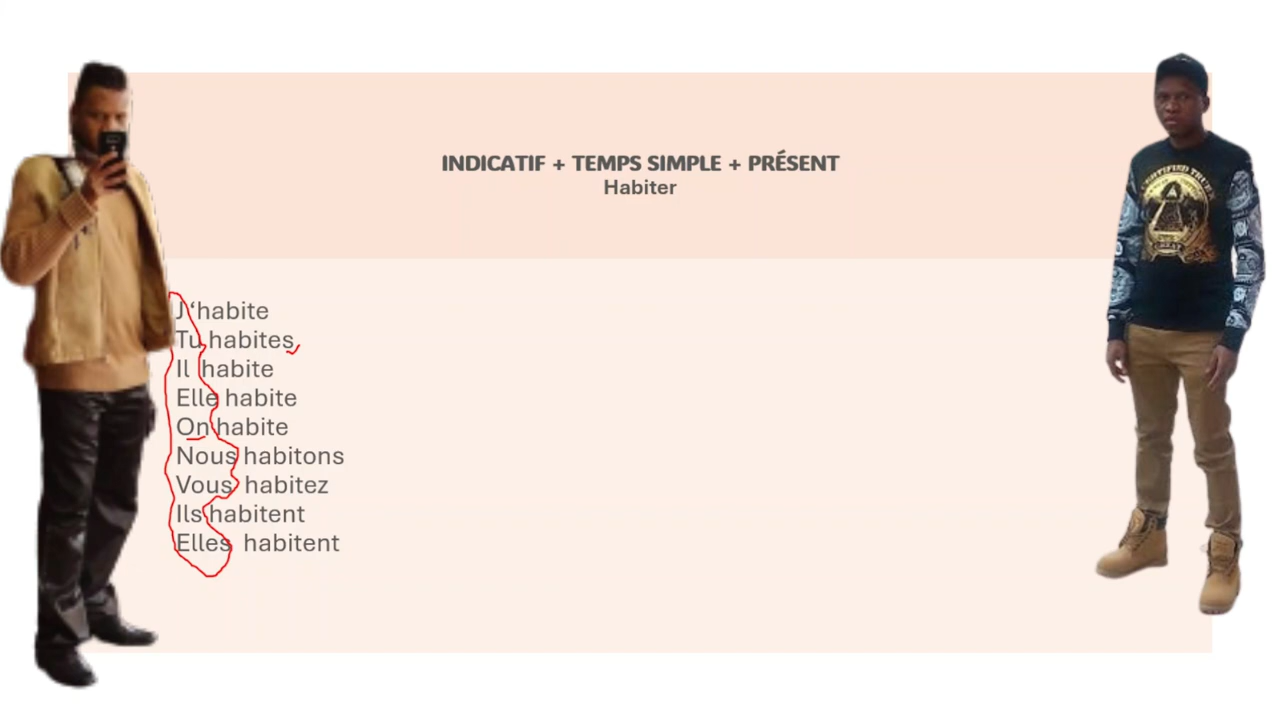 INDICATIF + TEMPS SIMPLE + PRÉSENT
Habiter
J‘habite
Tu habites
Il habite
Elle habite
On habite
Nous habitons
Vous habitez
Ils habitent
Elles habitent